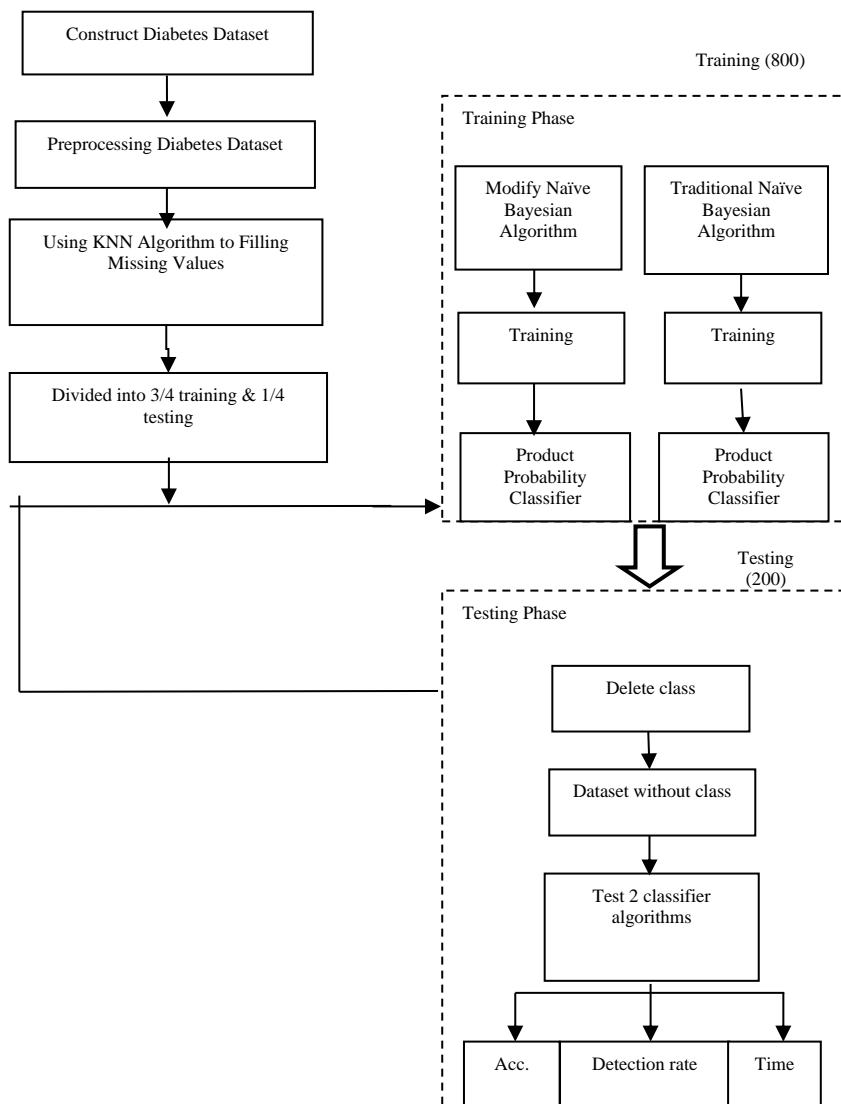 Construct Diabetes Dataset
Preprocessing Diabetes Dataset
Using KNN Algorithm to Filling
Missing Values
Divided into 3/4 training & 1/4
testing
Training (800)
Training Phase
Modify Naïve
Bayesian
Algorithm
Traditional Naïve
Bayesian
Algorithm
Training
Training
Product
Probability
Classifier
Product
Probability
Classifier
Testing
(200)
Testing Phase
Delete class
Dataset without class
Test 2 classifier
algorithms
Acc.
Detection rate
Time